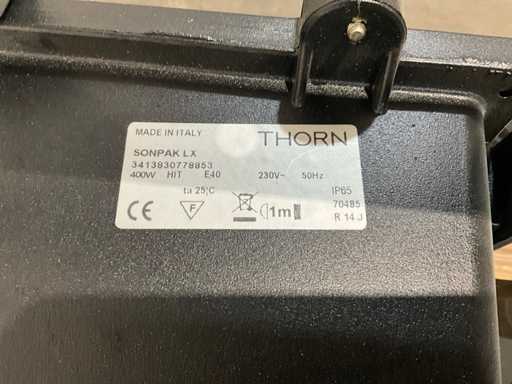 MADE IN ITALY
THORN
SONPAK LX
3413930778853
400W HIT E40 230V~ 50Hz
ta 25¦C IP65
CE F 1m 70485
R 14 J